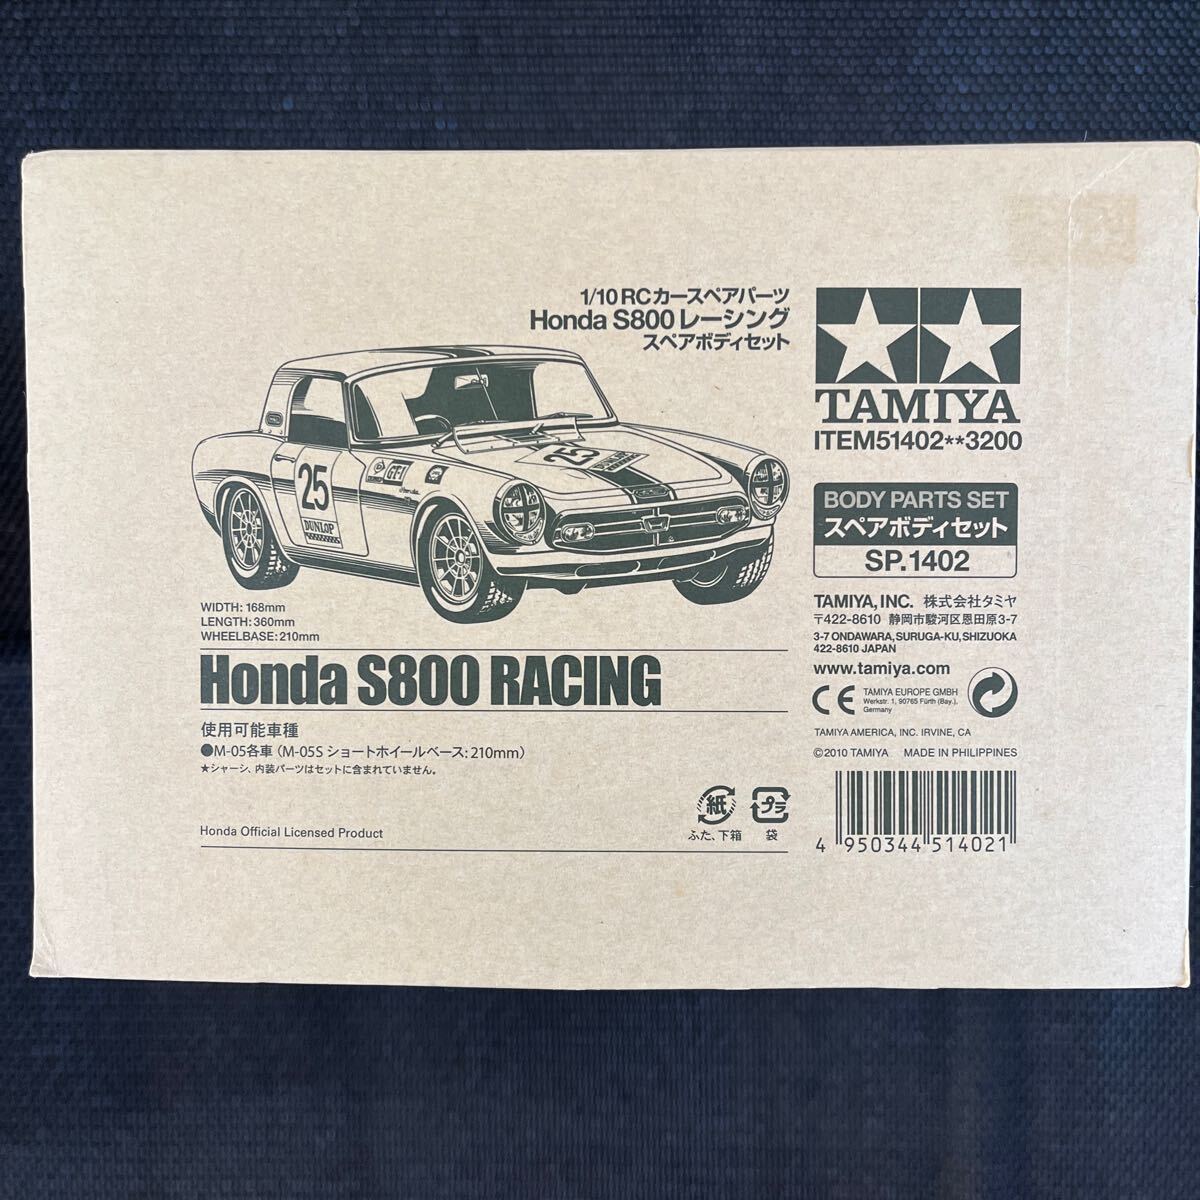 1/10 RCカースペアパーツ
Honda S800 レーシング
スペアボディセット
TAMIYA
ITEM51402**3200
BODY PARTS SET
スペアボディセット
SP.1402
TAMIYA, INC. 株式会社タミヤ
〒422-8610 静岡市駿河区恩田原3-7
3-7 ONDAWARA, SURUGA-KU, SHIZUOKA
422-8610 JAPAN
www.tamiya.com
CE
TAMIYA EUROPE GMBH
Werkstr. 1, 90765 Fürth (Bay.),
Germany
TAMIYA AMERICA, INC. IRVINE, CA
©2010 TAMIYA MADE IN PHILIPPINES
4 950344 514021
25
DUNLOP
GT-1
Honda
25
DUNLOP
WIDTH: 168mm
LENGTH: 360mm
WHEELBASE: 210mm
Honda S800 RACING
使用可能車種
●M-05各車（M-05S ショートホイールベース：210mm）
★シャーシ、内装パーツはセットに含まれていません。
Honda Official Licensed Product
紙
ふた、下箱
プラ
袋